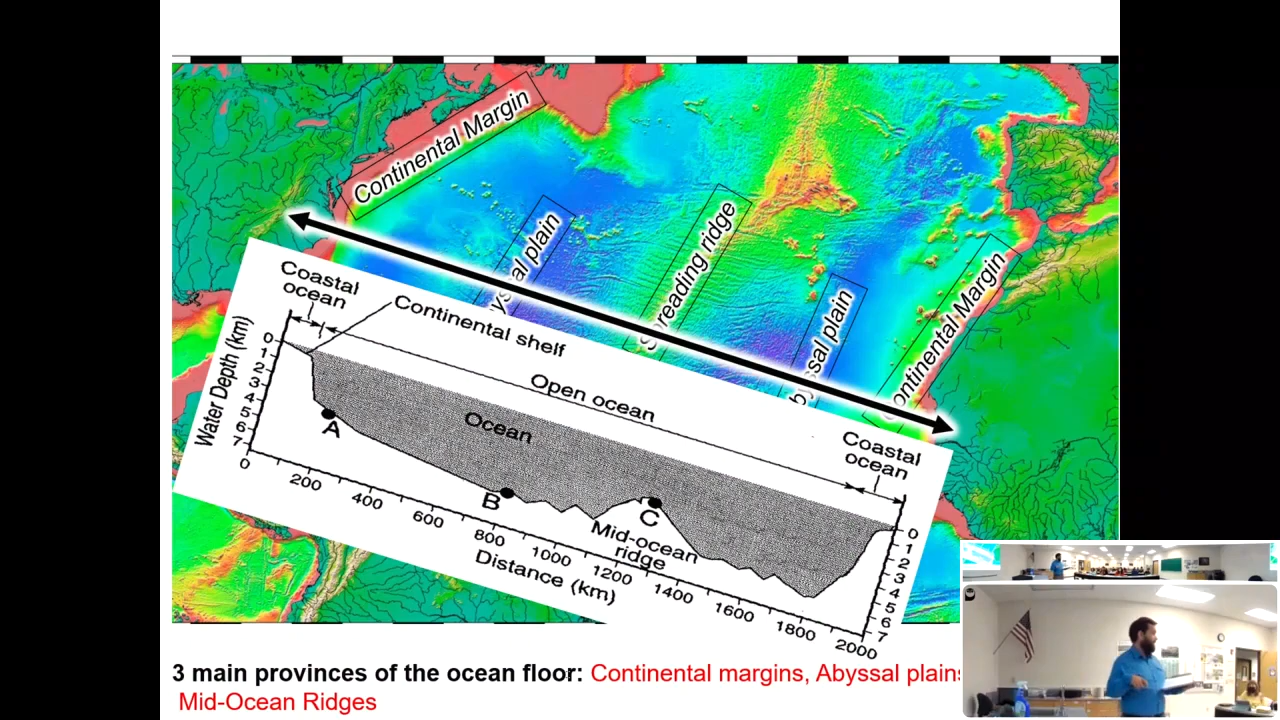 Continental Margin
plain
Spreading ridge
plain
Continental Margin
Coastal
ocean
Continental shelf
Open ocean
Ocean
Water Depth (km)
0
1
2
3
4
5
6
7
A
B
C
Mid-ocean
ridge
Coastal
ocean
0
1
2
3
4
5
6
7
0
200
400
600
800
1000
1200
1400
1600
1800
2000
Distance (km)
3 main provinces of the ocean floor: Continental margins, Abyssal plains
Mid-Ocean Ridges